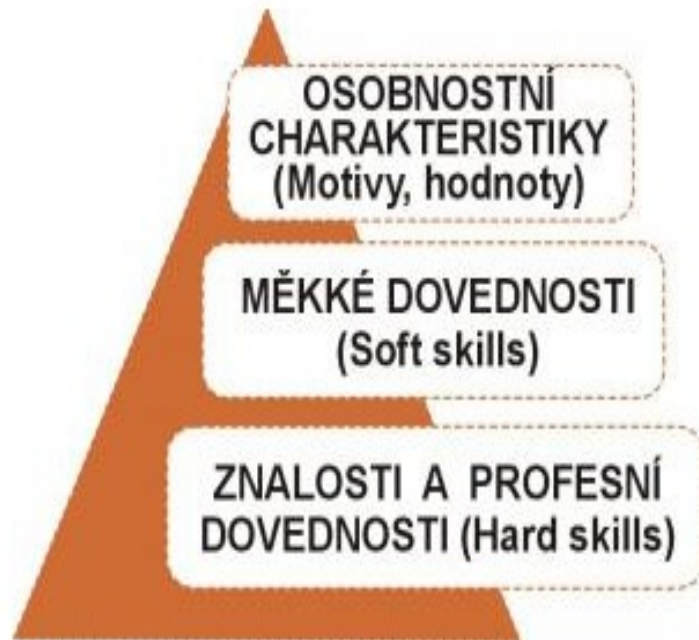 OSOBNOSTNÍ
CHARAKTERISTIKY
(Motivy, hodnoty)
MĚKKÉ DOVEDNOSTI
(Soft skills)
ZNALOSTI A PROFESNÍ
DOVEDNOSTI (Hard skills)